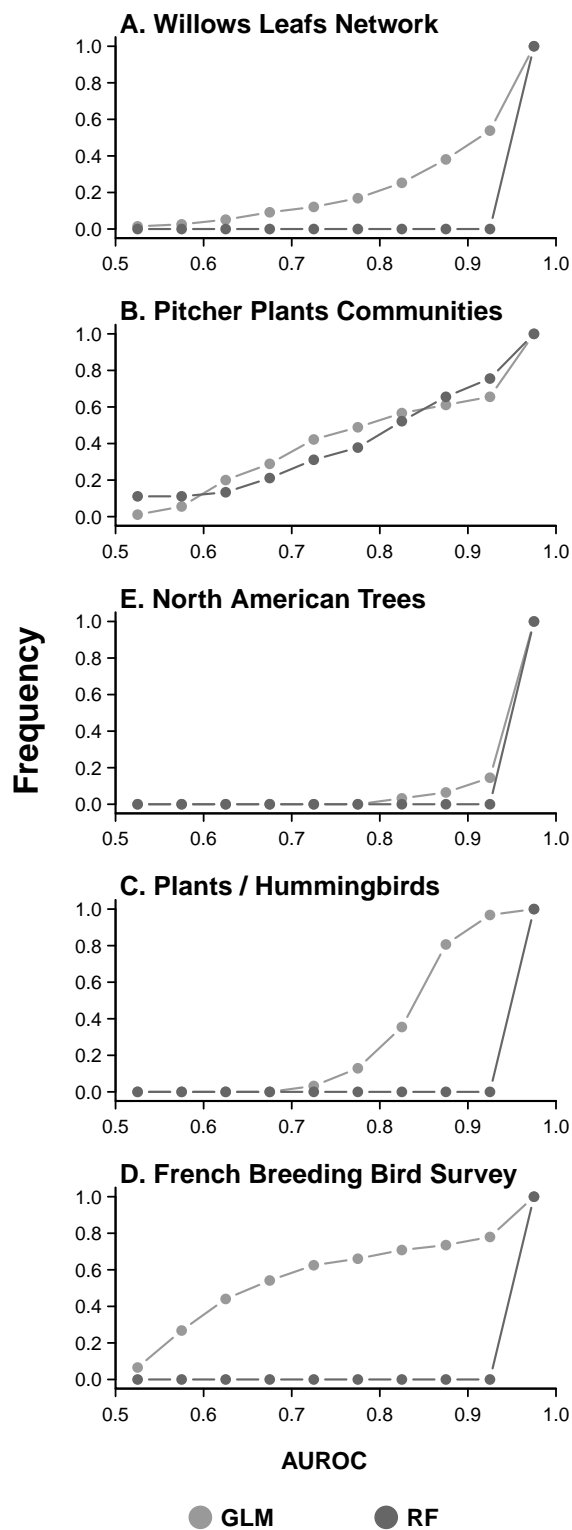 A. Willows Leafs Network
1.0
0.8
0.6
0.4
0.2
0.0
0.5 0.6 0.7 0.8 0.9 1.0
B. Pitcher Plants Communities
1.0
0.8
0.6
0.4
0.2
0.0
0.5 0.6 0.7 0.8 0.9 1.0
E. North American Trees
1.0
0.8
0.6
0.4
0.2
0.0
0.5 0.6 0.7 0.8 0.9 1.0
Frequency
C. Plants / Hummingbirds
1.0
0.8
0.6
0.4
0.2
0.0
0.5 0.6 0.7 0.8 0.9 1.0
D. French Breeding Bird Survey
1.0
0.8
0.6
0.4
0.2
0.0
0.5 0.6 0.7 0.8 0.9 1.0
AUROC
GLM RF